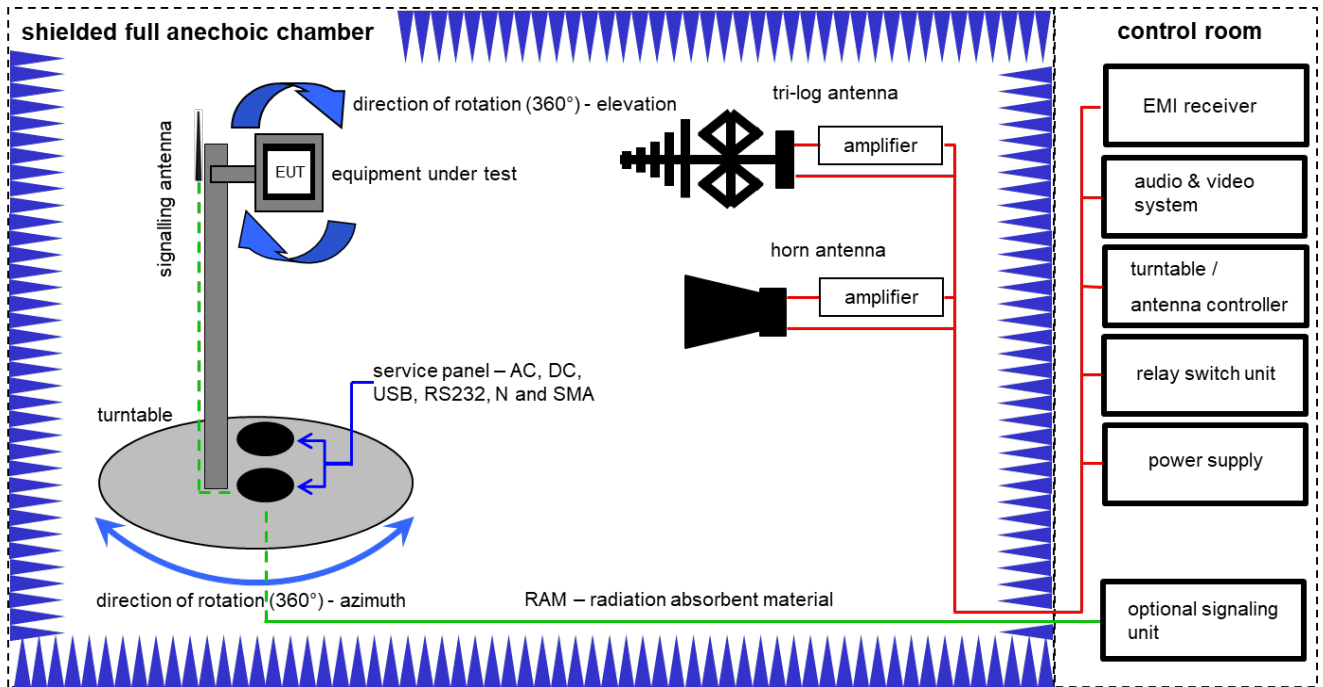 shielded full anechoic chamber
control room
direction of rotation (360°) - elevation
signalling antenna
EUT
equipment under test
tri-log antenna
amplifier
horn antenna
amplifier
service panel – AC, DC,
USB, RS232, N and SMA
turntable
direction of rotation (360°) - azimuth
RAM – radiation absorbent material
EMI receiver
audio & video
system
turntable /
antenna controller
relay switch unit
power supply
optional signaling
unit